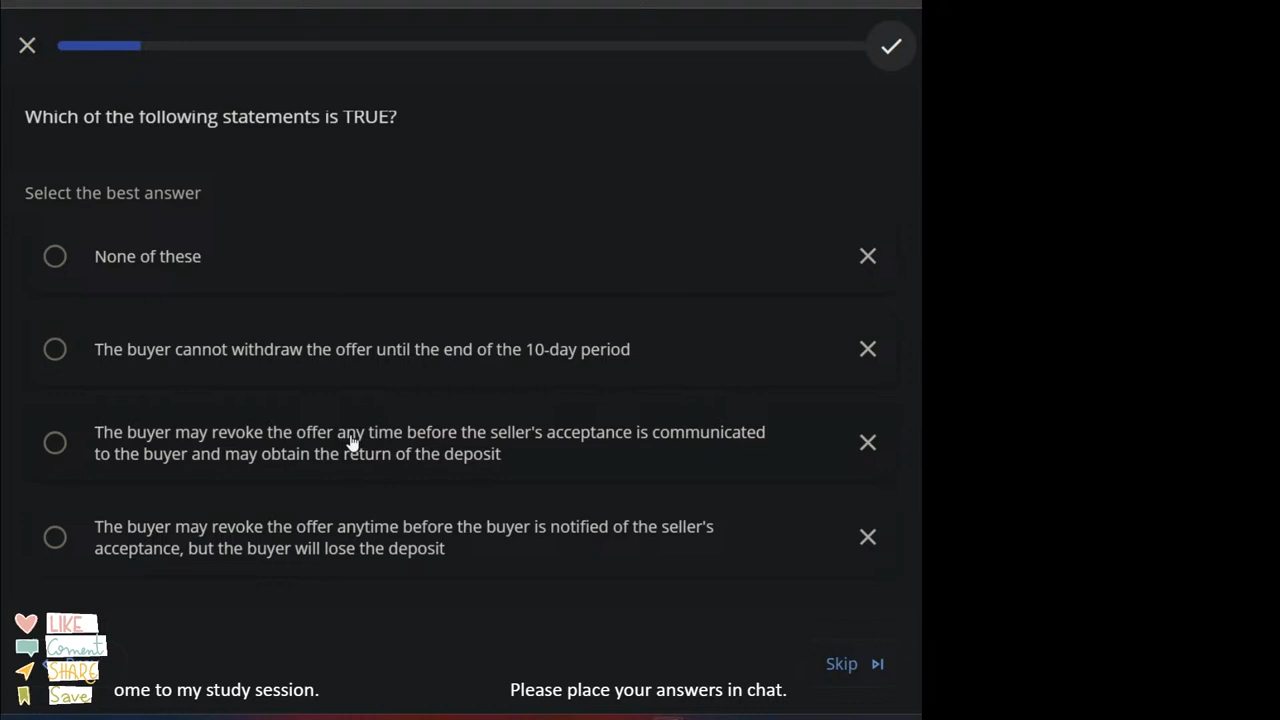 Which of the following statements is TRUE?
Select the best answer
None of these
The buyer cannot withdraw the offer until the end of the 10-day period
The buyer may revoke the offer any time before the seller's acceptance is communicated
to the buyer and may obtain the return of the deposit
The buyer may revoke the offer anytime before the buyer is notified of the seller's
acceptance, but the buyer will lose the deposit
LIKE
Coment
SHARE
Save
Skip
ome to my study session.
Please place your answers in chat.